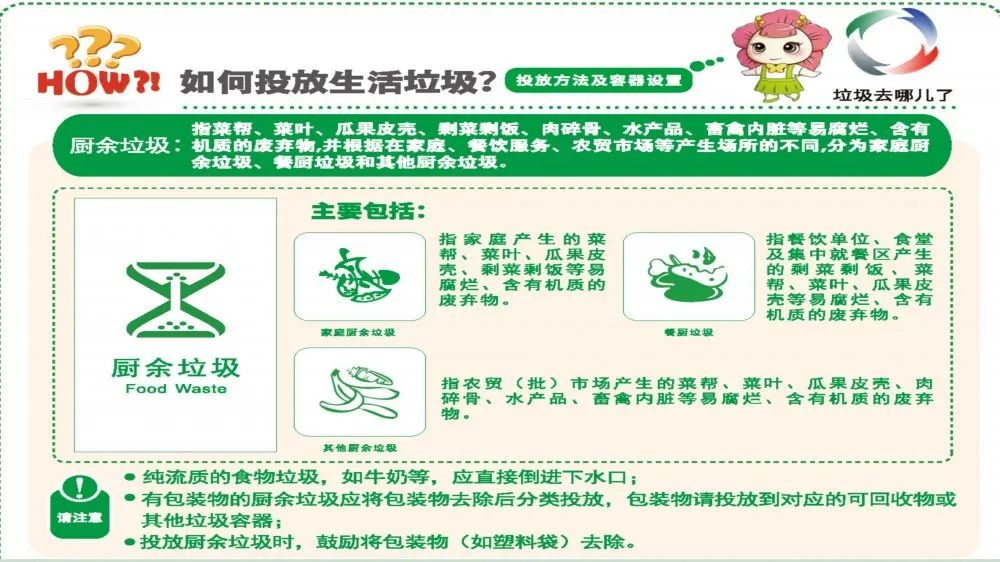 ???
HOW?!
如何投放生活垃圾?
投放方法及容器设置
垃圾去哪儿了
厨余垃圾：
指菜帮、菜叶、瓜果皮壳、剩菜剩饭、肉碎骨、水产品、畜禽内脏等易腐烂、含有
机质的废弃物,并根据在家庭、餐饮服务、农贸市场等产生场所的不同,分为家庭厨
余垃圾、餐厨垃圾和其他厨余垃圾。
厨余垃圾
Food Waste
主要包括：
指家庭产生的菜
帮、菜叶、瓜果皮
壳、剩菜剩饭等易
腐烂、含有机质的
废弃物。
家庭厨余垃圾
指餐饮单位、食堂
及集中就餐区产生
的剩菜剩饭、菜
帮、菜叶、瓜果皮
壳等易腐烂、含有
机质的废弃物。
餐厨垃圾
指农贸（批）市场产生的菜帮、菜叶、瓜果皮壳、肉
碎骨、水产品、畜禽内脏等易腐烂、含有机质的废弃
物。
其他厨余垃圾
!
请注意
●纯流质的食物垃圾，如牛奶等，应直接倒进下水口；
●有包装物的厨余垃圾应将包装物去除后分类投放，包装物请投放到对应的可回收物或
其他垃圾容器；
●投放厨余垃圾时，鼓励将包装物（如塑料袋）去除。